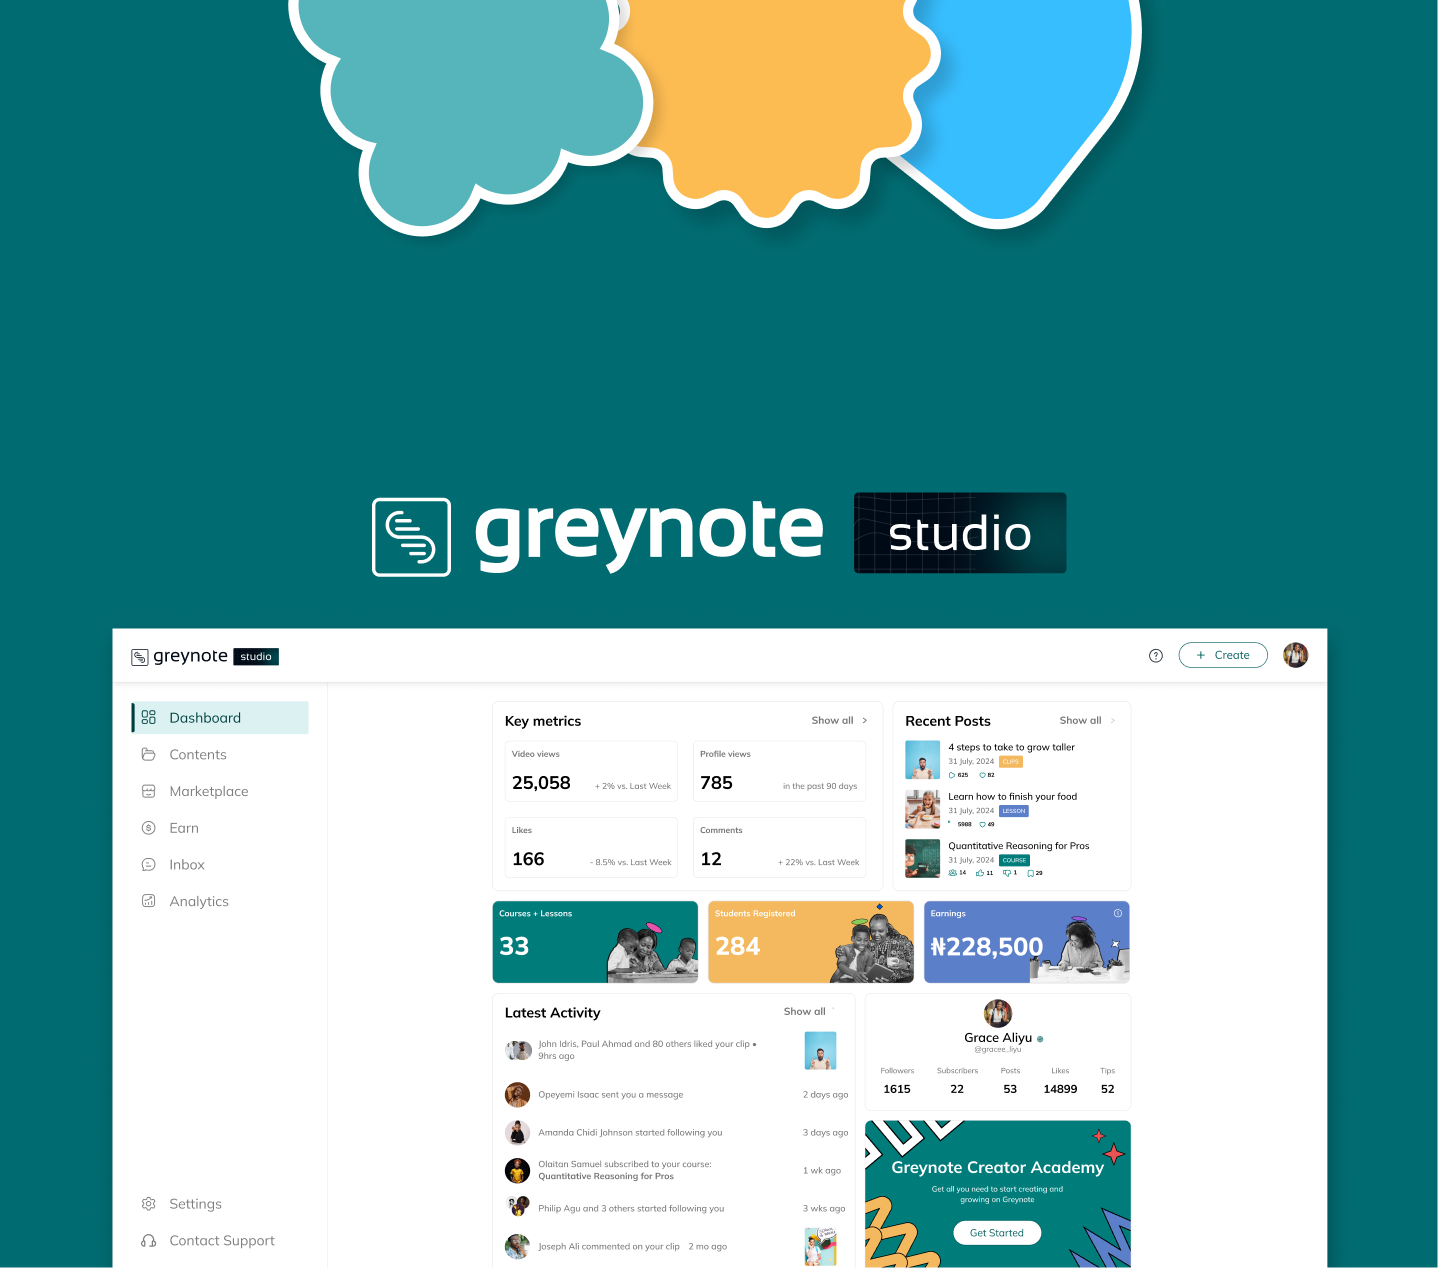 greynote studio
greynote studio
+ Create
Dashboard
Contents
Marketplace
Earn
Inbox
Analytics
Settings
Contact Support
Key metrics
Show all >
Video views
25,058
+ 2% vs. Last Week
Profile views
785
in the past 90 days
Likes
166
- 8.5% vs. Last Week
Comments
12
+ 22% vs. Last Week
Recent Posts
Show all >
4 steps to take to grow taller
31 July, 2024 CLIPS
625 82
Learn how to finish your food
31 July, 2024 LESSON
5988 49
Quantitative Reasoning for Pros
31 July, 2024 COURSE
14 11 1 29
Courses + Lessons
33
Students Registered
284
Earnings
₦228,500
Latest Activity
Show all
John Idris, Paul Ahmad and 80 others liked your clip •
9hrs ago
Opeyemi Isaac sent you a message
2 days ago
Amanda Chidi Johnson started following you
3 days ago
Olaitan Samuel subscribed to your course:
Quantitative Reasoning for Pros
1 wk ago
Philip Agu and 3 others started following you
3 wks ago
Joseph Ali commented on your clip 2 mo ago
Grace Aliyu
@gracee_liyu
Followers Subscribers Posts Likes Tips
1615 22 53 14899 52
Greynote Creator Academy
Get all you need to start creating and
growing on Greynote
Get Started